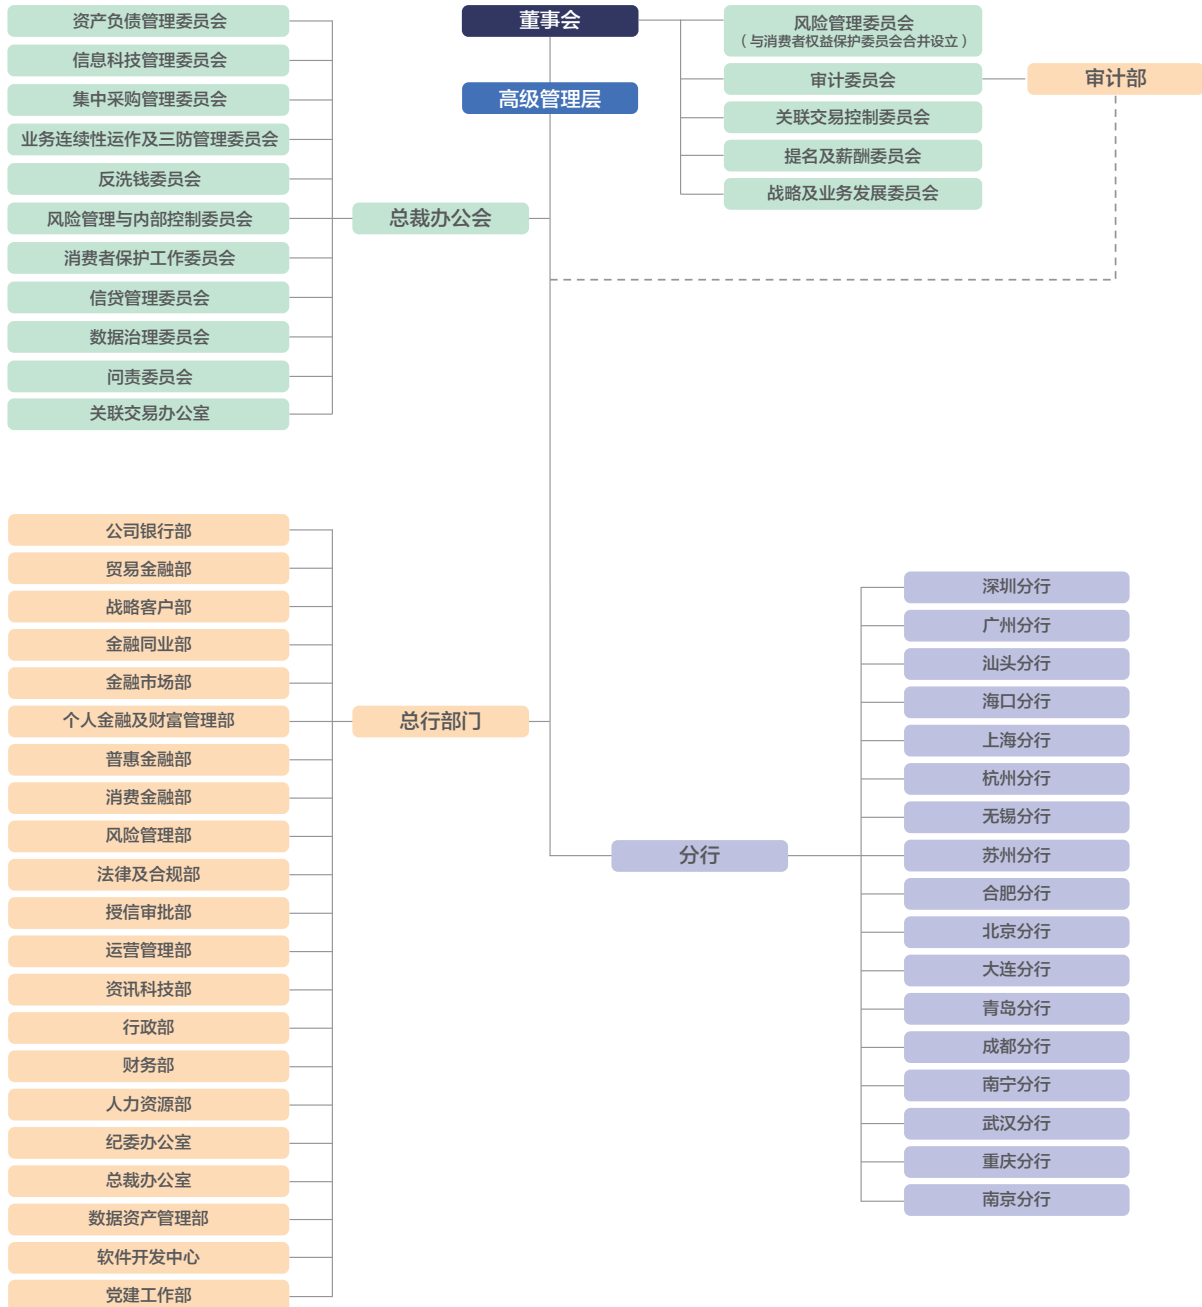 董事会
高级管理层
风险管理委员会
（与消费者权益保护委员会合并设立）
审计委员会
关联交易控制委员会
提名及薪酬委员会
战略及业务发展委员会
审计部
资产负债管理委员会
信息科技管理委员会
集中采购管理委员会
业务连续性运作及三防管理委员会
反洗钱委员会
风险管理与内部控制委员会
消费者保护工作委员会
信贷管理委员会
数据治理委员会
问责委员会
关联交易办公室
总裁办公会
公司银行部
贸易金融部
战略客户部
金融同业部
金融市场部
个人金融及财富管理部
普惠金融部
消费金融部
风险管理部
法律及合规部
授信审批部
运营管理部
资讯科技部
行政部
财务部
人力资源部
纪委办公室
总裁办公室
数据资产管理部
软件开发中心
党建工作部
总行部门
分行
深圳分行
广州分行
汕头分行
海口分行
上海分行
杭州分行
无锡分行
苏州分行
合肥分行
北京分行
大连分行
青岛分行
成都分行
南宁分行
武汉分行
重庆分行
南京分行